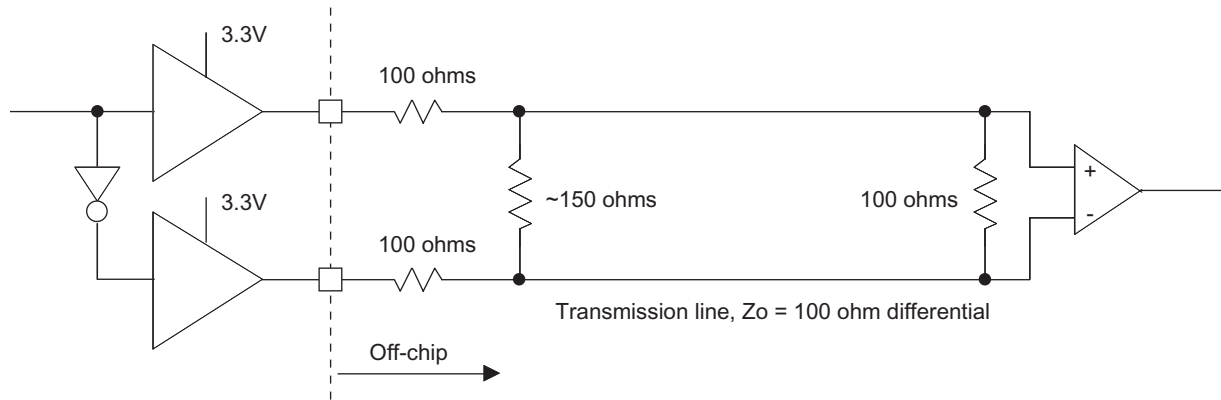 3.3V
100 ohms
3.3V
~150 ohms
100 ohms
+
-
100 ohms
Transmission line, Zo = 100 ohm differential
Off-chip